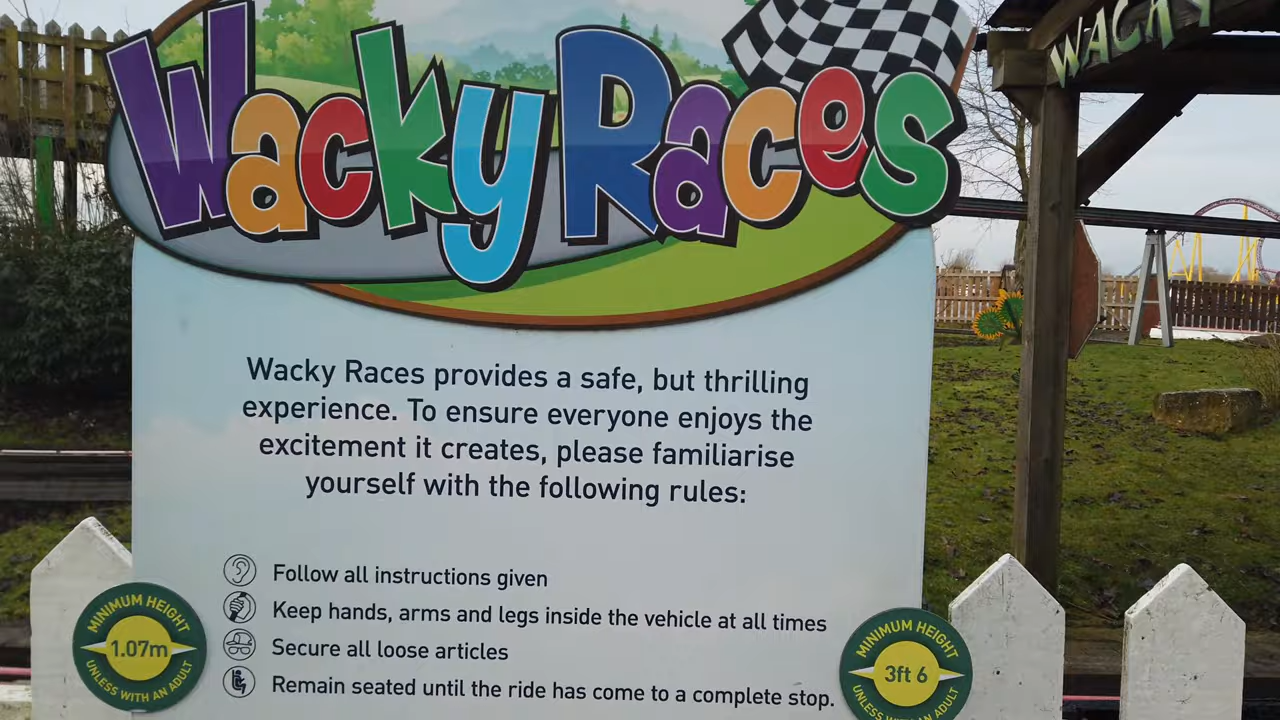 WACKY
Wacky Races
Wacky Races provides a safe, but thrilling
experience. To ensure everyone enjoys the
excitement it creates, please familiarise
yourself with the following rules:
Follow all instructions given
Keep hands, arms and legs inside the vehicle at all times
Secure all loose articles
Remain seated until the ride has come to a complete stop.
MINIMUM HEIGHT
1.07m
UNLESS WITH AN ADULT
MINIMUM HEIGHT
3ft 6
UNLESS WITH AN ADULT